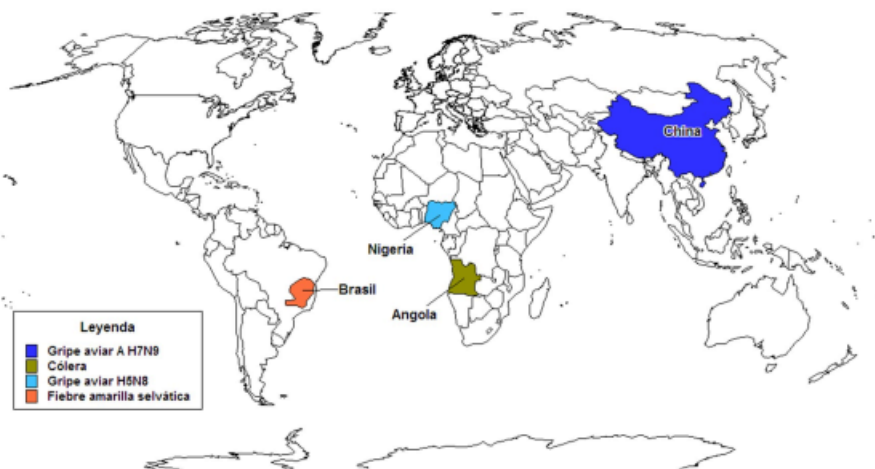 China
Nigeria
Brasil
Angola
Leyenda
Gripe aviar A H7N9
Cólera
Gripe aviar H5N8
Fiebre amarilla selvática